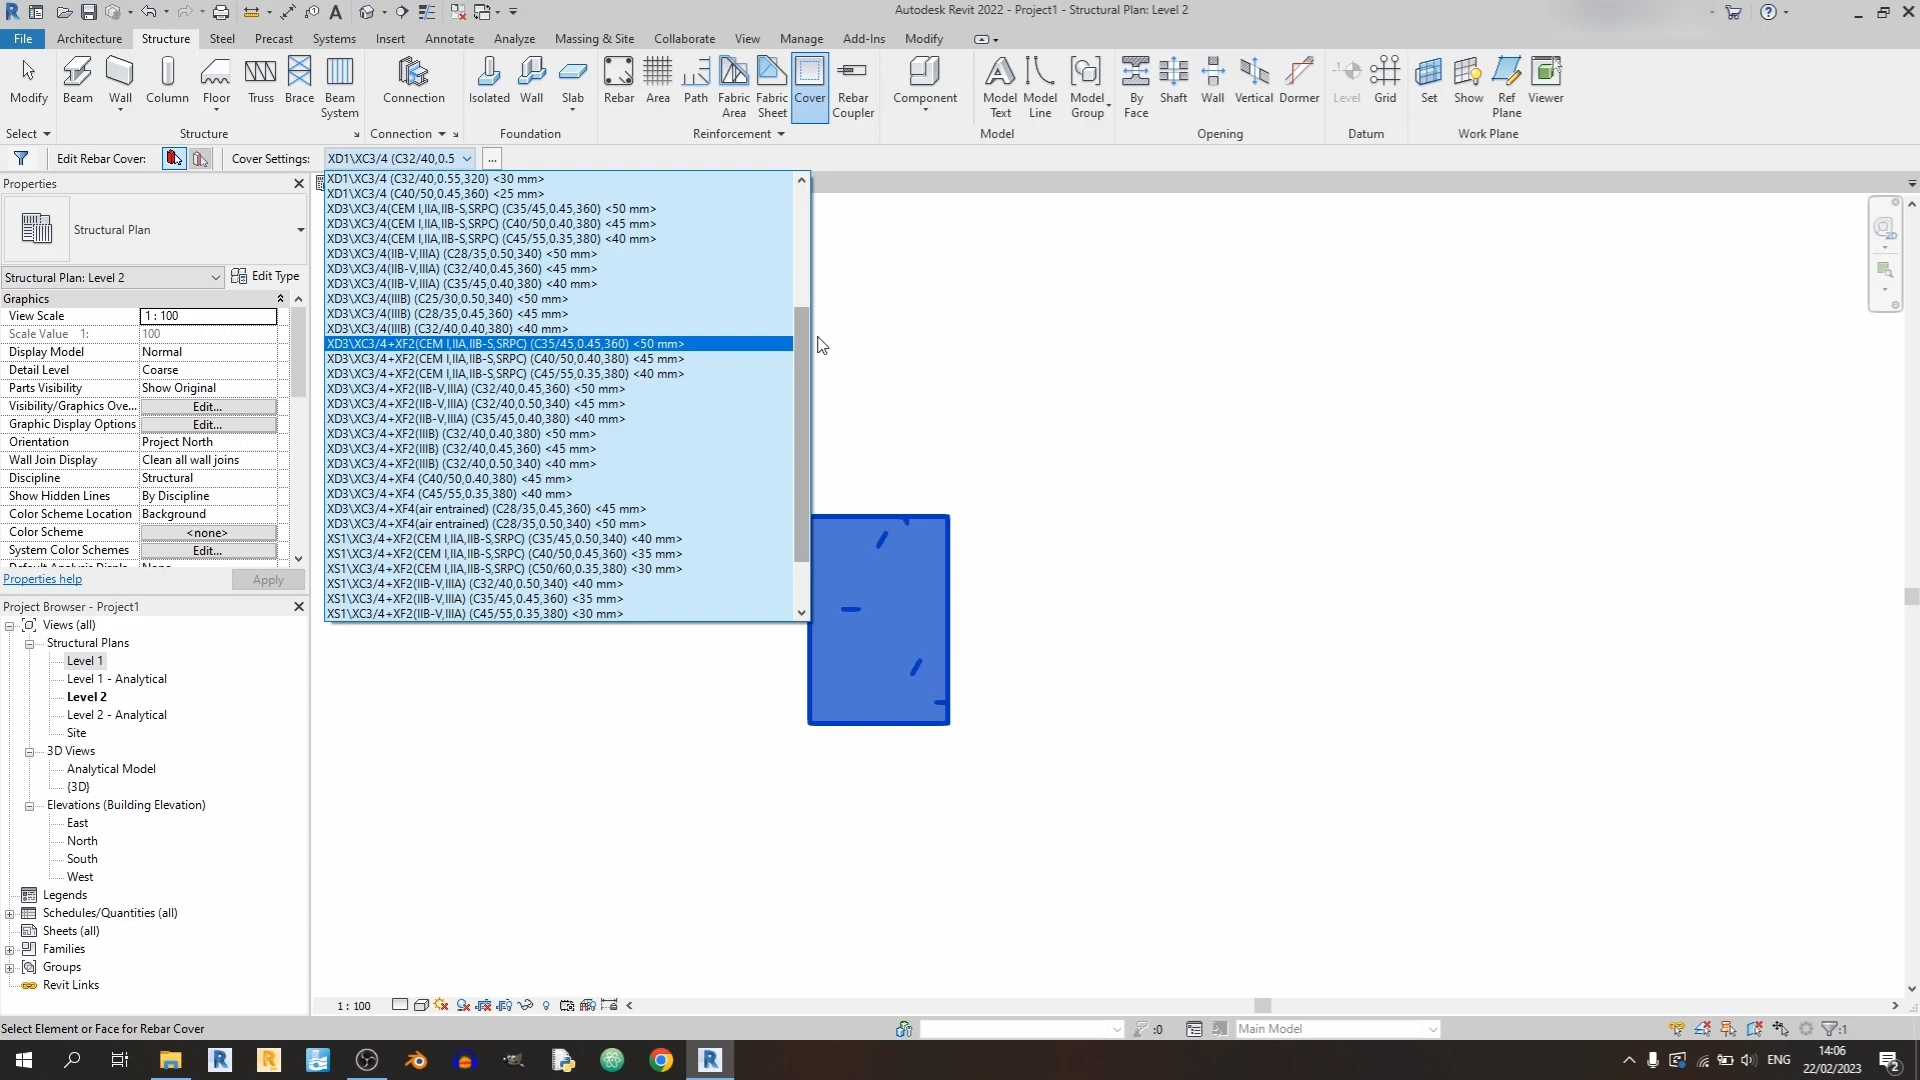 Autodesk Revit 2022 - Project1 - Structural Plan: Level 2
File Architecture Structure Steel Precast Systems Insert Annotate Analyze Massing & Site Collaborate View Manage Add-Ins Modify
Modify Beam Wall Column Floor Truss Brace Beam System Connection Isolated Wall Slab Rebar Area Path Fabric Area Fabric Sheet Cover Rebar Coupler Component Model Text Model Line Model Group By Face Shaft Wall Vertical Dormer Level Grid Set Show Ref Plane Viewer
Select Structure Connection Foundation Reinforcement Model Opening Datum Work Plane
Edit Rebar Cover: Cover Settings: XD1\XC3/4 (C32/40,0.5 ...
Properties
Structural Plan
Structural Plan: Level 2 Edit Type
Graphics
View Scale 1 : 100
Scale Value 1: 100
Display Model Normal
Detail Level Coarse
Parts Visibility Show Original
Visibility/Graphics Ove... Edit...
Graphic Display Options Edit...
Orientation Project North
Wall Join Display Clean all wall joins
Discipline Structural
Show Hidden Lines By Discipline
Color Scheme Location Background
Color Scheme <none>
System Color Schemes Edit...
Properties help Apply
XD1\XC3/4 (C32/40,0.55,320) <30 mm>
XD1\XC3/4 (C40/50,0.45,360) <25 mm>
XD3\XC3/4(CEM I,IIA,IIB-S,SRPC) (C35/45,0.45,360) <50 mm>
XD3\XC3/4(CEM I,IIA,IIB-S,SRPC) (C40/50,0.40,380) <45 mm>
XD3\XC3/4(CEM I,IIA,IIB-S,SRPC) (C45/55,0.35,380) <40 mm>
XD3\XC3/4(IIB-V,IIIA) (C28/35,0.50,340) <50 mm>
XD3\XC3/4(IIB-V,IIIA) (C32/40,0.45,360) <45 mm>
XD3\XC3/4(IIB-V,IIIA) (C35/45,0.40,380) <40 mm>
XD3\XC3/4(IIIB) (C25/30,0.50,340) <50 mm>
XD3\XC3/4(IIIB) (C28/35,0.45,360) <45 mm>
XD3\XC3/4(IIIB) (C32/40,0.40,380) <40 mm>
XD3\XC3/4+XF2(CEM I,IIA,IIB-S,SRPC) (C35/45,0.45,360) <50 mm>
XD3\XC3/4+XF2(CEM I,IIA,IIB-S,SRPC) (C40/50,0.40,380) <45 mm>
XD3\XC3/4+XF2(CEM I,IIA,IIB-S,SRPC) (C45/55,0.35,380) <40 mm>
XD3\XC3/4+XF2(IIB-V,IIIA) (C32/40,0.45,360) <50 mm>
XD3\XC3/4+XF2(IIB-V,IIIA) (C32/40,0.50,340) <45 mm>
XD3\XC3/4+XF2(IIB-V,IIIA) (C35/45,0.40,380) <40 mm>
XD3\XC3/4+XF2(IIIB) (C32/40,0.40,380) <50 mm>
XD3\XC3/4+XF2(IIIB) (C32/40,0.45,360) <45 mm>
XD3\XC3/4+XF2(IIIB) (C32/40,0.50,340) <40 mm>
XD3\XC3/4+XF4 (C40/50,0.40,380) <45 mm>
XD3\XC3/4+XF4 (C45/55,0.35,380) <40 mm>
XD3\XC3/4+XF4(air entrained) (C28/35,0.45,360) <45 mm>
XD3\XC3/4+XF4(air entrained) (C28/35,0.50,340) <50 mm>
XS1\XC3/4+XF2(CEM I,IIA,IIB-S,SRPC) (C35/45,0.50,340) <40 mm>
XS1\XC3/4+XF2(CEM I,IIA,IIB-S,SRPC) (C40/50,0.45,360) <35 mm>
XS1\XC3/4+XF2(CEM I,IIA,IIB-S,SRPC) (C50/60,0.35,380) <30 mm>
XS1\XC3/4+XF2(IIB-V,IIIA) (C32/40,0.50,340) <40 mm>
XS1\XC3/4+XF2(IIB-V,IIIA) (C35/45,0.45,360) <35 mm>
XS1\XC3/4+XF2(IIB-V,IIIA) (C45/55,0.35,380) <30 mm>
Project Browser - Project1
Views (all)
Structural Plans
Level 1
Level 1 - Analytical
Level 2
Level 2 - Analytical
Site
3D Views
Analytical Model
{3D}
Elevations (Building Elevation)
East
North
South
West
Legends
Schedules/Quantities (all)
Sheets (all)
Families
Groups
Revit Links
1 : 100
Select Element or Face for Rebar Cover :0 Main Model :1
ENG 14:06
22/02/2023
2